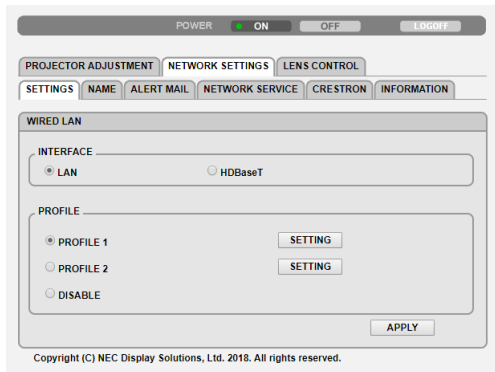 POWER ON OFF LOGOFF
PROJECTOR ADJUSTMENT NETWORK SETTINGS LENS CONTROL
SETTINGS NAME ALERT MAIL NETWORK SERVICE CRESTRON INFORMATION
WIRED LAN
INTERFACE
LAN HDBaseT
PROFILE
PROFILE 1 SETTING
PROFILE 2 SETTING
DISABLE
APPLY
Copyright (C) NEC Display Solutions, Ltd. 2018. All rights reserved.